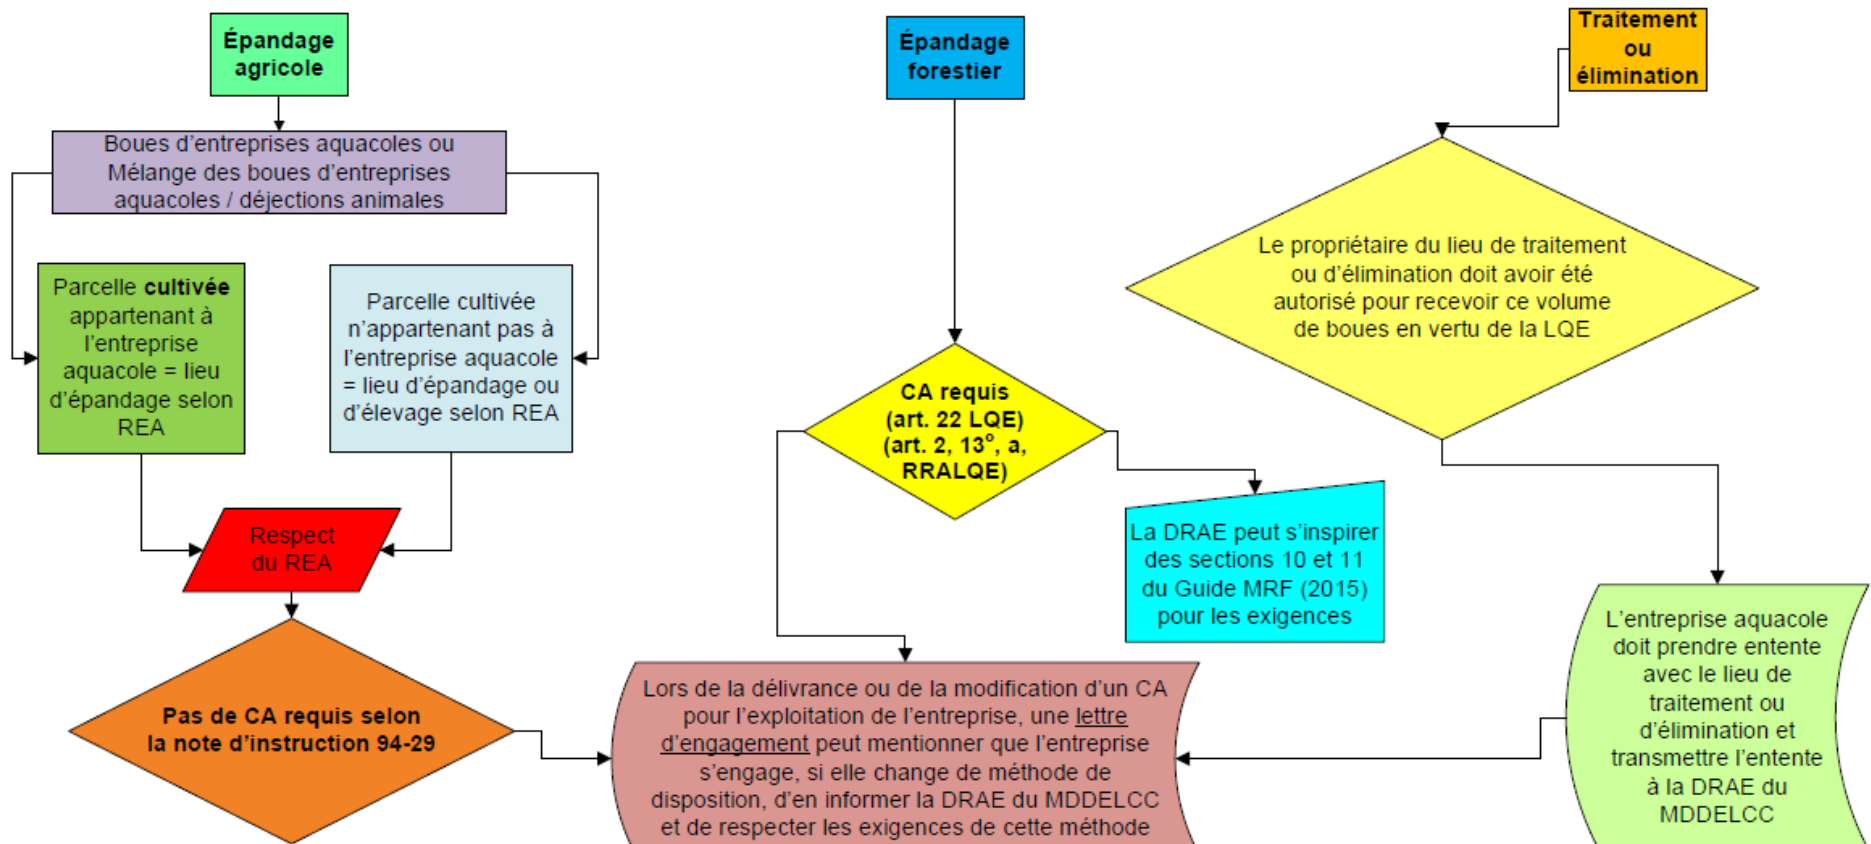 Épandage
agricole
Boues d'entreprises aquacoles ou
Mélange des boues d'entreprises
aquacoles / déjections animales
Parcelle cultivée
appartenant à
l'entreprise
aquacole = lieu
d'épandage selon
REA
Parcelle cultivée
n'appartenant pas à
l'entreprise aquacole
= lieu d'épandage ou
d'élevage selon REA
Respect
du REA
Pas de CA requis selon
la note d'instruction 94-29
Épandage
forestier
CA requis
(art. 22 LQE)
(art. 2, 13°, a,
RRALQE)
La DRAE peut s'inspirer
des sections 10 et 11
du Guide MRF (2015)
pour les exigences
Lors de la délivrance ou de la modification d'un CA
pour l'exploitation de l'entreprise, une lettre
d'engagement peut mentionner que l'entreprise
s'engage, si elle change de méthode de
disposition, d'en informer la DRAE du MDDELCC
et de respecter les exigences de cette méthode
Traitement
ou
élimination
Le propriétaire du lieu de traitement
ou d'élimination doit avoir été
autorisé pour recevoir ce volume
de boues en vertu de la LQE
L'entreprise aquacole
doit prendre entente
avec le lieu de
traitement ou
d'élimination et
transmettre l'entente
à la DRAE du
MDDELCC